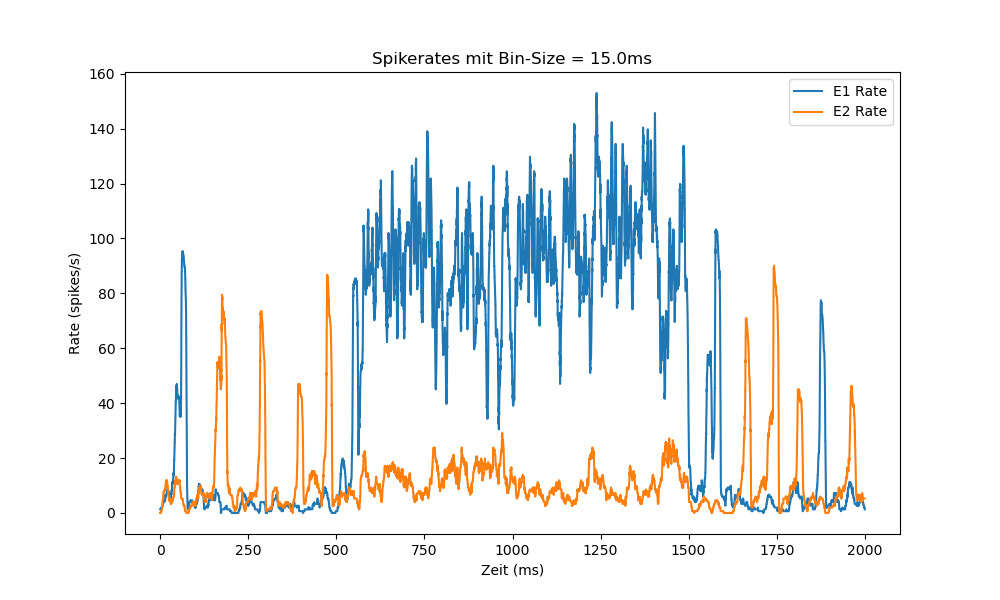 Spikerates mit Bin-Size = 15.0ms
160
140
120
100
80
60
40
20
0
Rate (spikes/s)
E1 Rate
E2 Rate
0 250 500 750 1000 1250 1500 1750 2000
Zeit (ms)